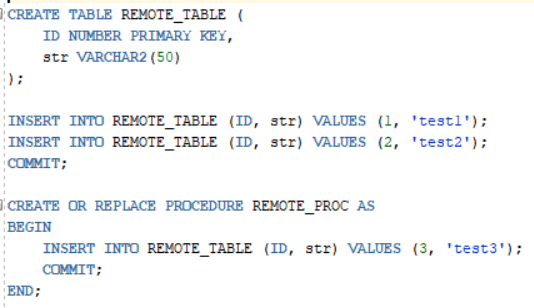 CREATE TABLE REMOTE_TABLE (
    ID NUMBER PRIMARY KEY,
    str VARCHAR2(50)
);
INSERT INTO REMOTE_TABLE (ID, str) VALUES (1, 'test1');
INSERT INTO REMOTE_TABLE (ID, str) VALUES (2, 'test2');
COMMIT;
CREATE OR REPLACE PROCEDURE REMOTE_PROC AS
BEGIN
    INSERT INTO REMOTE_TABLE (ID, str) VALUES (3, 'test3');
    COMMIT;
END;